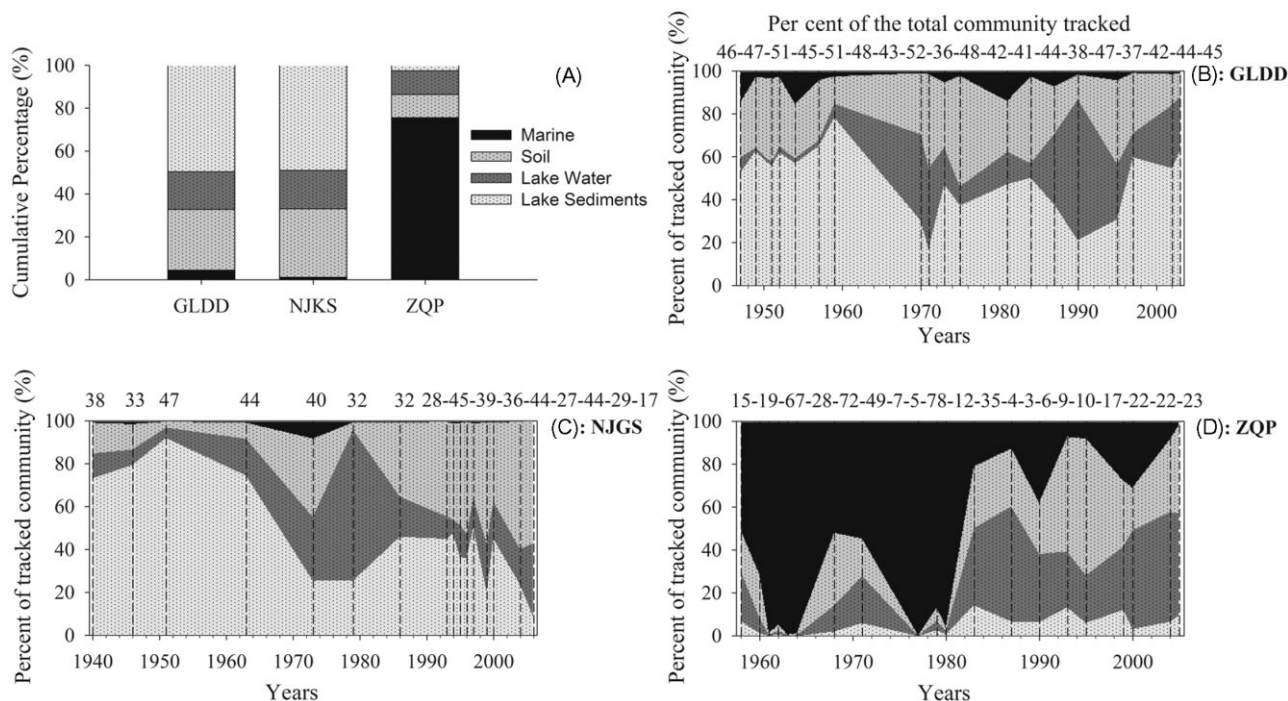 Per cent of the total community tracked
46-47-51-45-51-48-43-52-36-48-42-41-44-38-47-37-42-44-45
Cumulative Percentage (%)
100
80
60
40
20
0
GLDD
NJKS
ZQP
(A)
Marine
Soil
Lake Water
Lake Sediments
Percent of tracked community (%)
100
80
60
40
20
0
1950
1960
1970
1980
1990
2000
Years
(B): GLDD
38 33 47 44 40 32 32 28-45-39-36-44-27-44-29-17
Percent of tracked community (%)
100
80
60
40
20
0
1940
1950
1960
1970
1980
1990
2000
Years
(C): NJGS
15-19-67-28-72-49-7-5-78-12-35-4-3-6-9-10-17-22-22-23
Percent of tracked community (%)
100
80
60
40
20
0
1960
1970
1980
1990
2000
Years
(D): ZQP